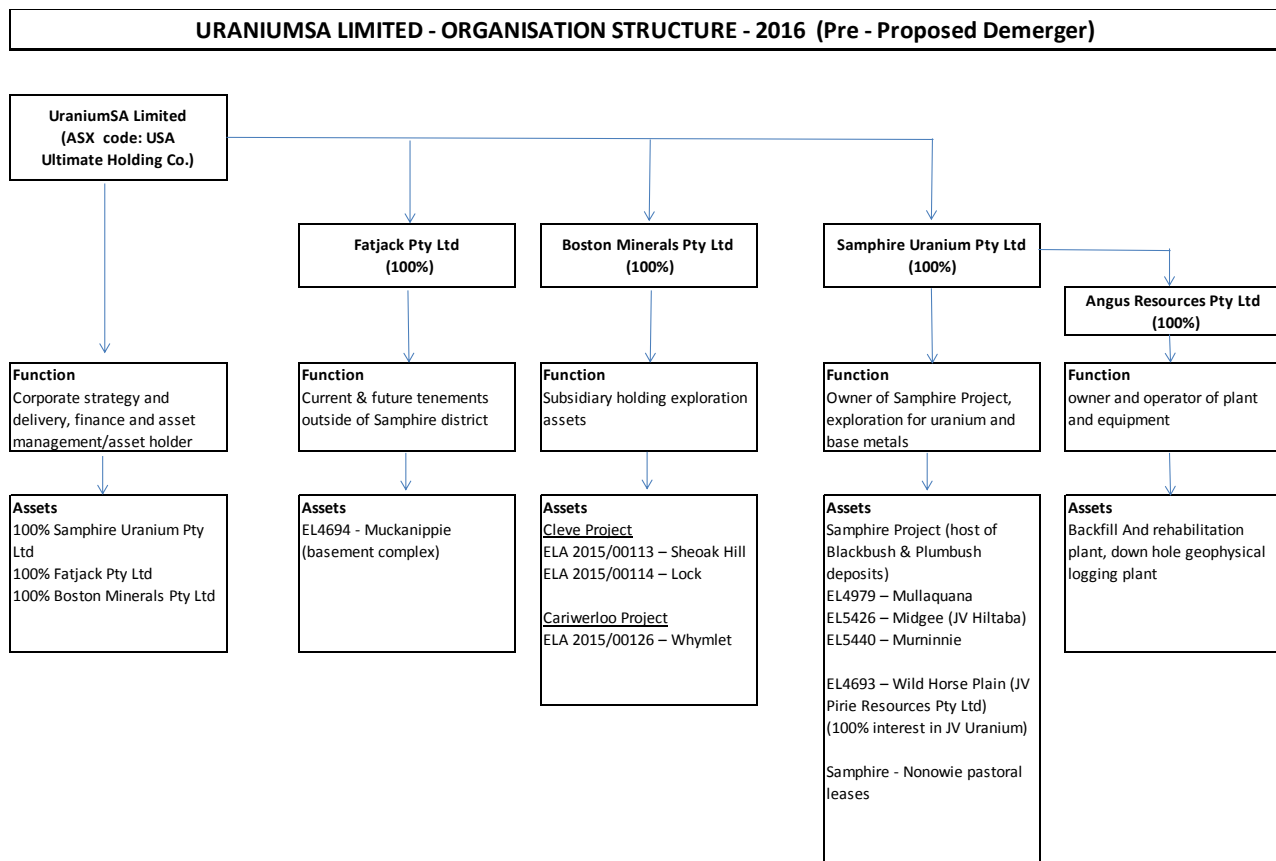 URANIUMSA LIMITED - ORGANISATION STRUCTURE - 2016 (Pre - Proposed Demerger)
UraniumSA Limited
(ASX code: USA
Ultimate Holding Co.)
Fatjack Pty Ltd
(100%)
Boston Minerals Pty Ltd
(100%)
Samphire Uranium Pty Ltd
(100%)
Angus Resources Pty Ltd
(100%)
Function
Corporate strategy and
delivery, finance and asset
management/asset holder
Function
Current & future tenements
outside of Samphire district
Function
Subsidiary holding exploration
assets
Function
Owner of Samphire Project,
exploration for uranium and
base metals
Function
owner and operator of plant
and equipment
Assets
100% Samphire Uranium Pty
Ltd
100% Fatjack Pty Ltd
100% Boston Minerals Pty Ltd
Assets
EL4694 - Muckanippie
(basement complex)
Assets
Cleve Project
ELA 2015/00113 – Sheoak Hill
ELA 2015/00114 – Lock
Cariwerloo Project
ELA 2015/00126 – Whymlet
Assets
Samphire Project (host of
Blackbush & Plumbush
deposits)
EL4979 – Mullaquana
EL5426 – Midgee (JV Hiltaba)
EL5440 – Murninnie
EL4693 – Wild Horse Plain (JV
Pirie Resources Pty Ltd)
(100% interest in JV Uranium)
Samphire - Nonowie pastoral
leases
Assets
Backfill And rehabilitation
plant, down hole geophysical
logging plant